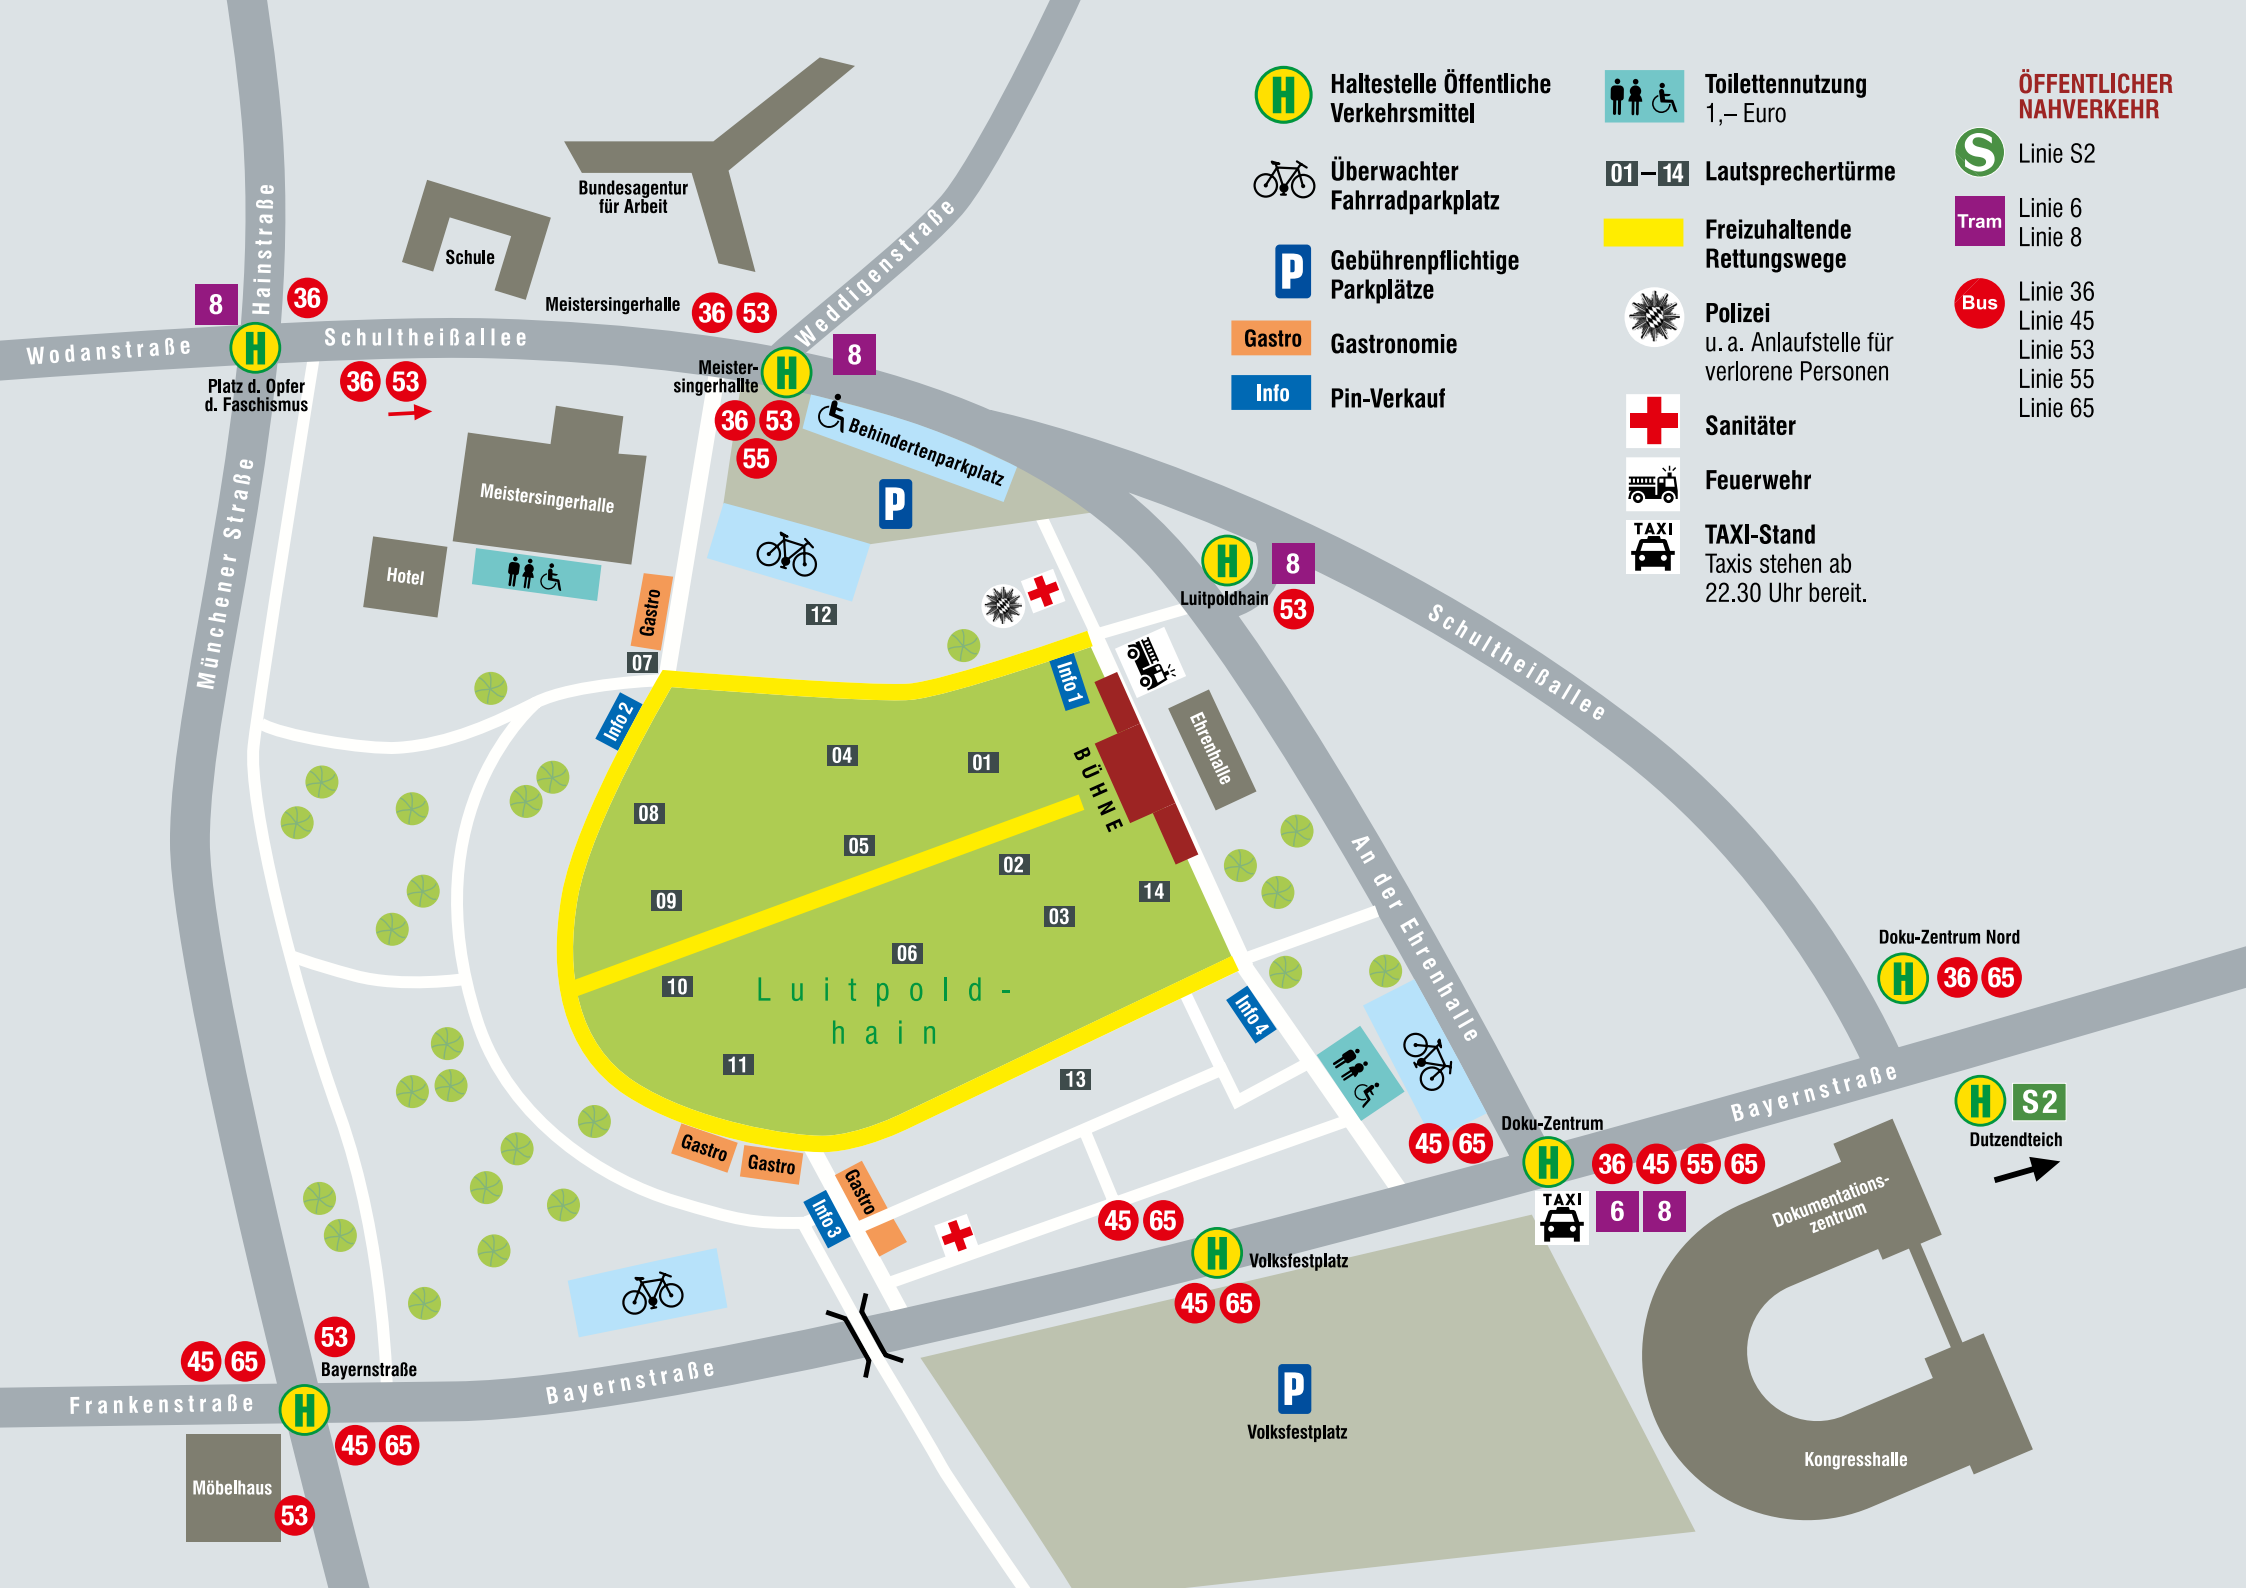 H
Haltestelle Öffentliche
Verkehrsmittel
Überwachter
Fahrradparkplatz
P
Gebührenpflichtige
Parkplätze
Gastro
Gastronomie
Info
Pin-Verkauf
Toilettennutzung
1,– Euro
01–14
Lautsprechertürme
Freizuhaltende
Rettungswege
Polizei
u. a. Anlaufstelle für
verlorene Personen
Sanitäter
Feuerwehr
TAXI
TAXI-Stand
Taxis stehen ab
22.30 Uhr bereit.
ÖFFENTLICHER
NAHVERKEHR
S
Linie S2
Tram
Linie 6
Linie 8
Bus
Linie 36
Linie 45
Linie 53
Linie 55
Linie 65
Bundesagentur
für Arbeit
Schule
Hainstraße
Weddigenstraße
8
36
Meistersingerhalle
36 53
Wodanstraße
H
Schultheißallee
Platz d. Opfer
d. Faschismus
36 53
Meister-
singerhallte
H
8
36 53
55
Behindertenparkplatz
P
Münchener Straße
Meistersingerhalle
Hotel
Gastro
12
07
H
8
Luitpoldhain
53
Schultheißallee
Info 1
Info 2
Ehrenhalle
BÜHNE
04
01
08
05
02
09
14
03
06
10
Luitpold-
hain
11
13
An der Ehrenhalle
Info 4
Doku-Zentrum Nord
H
36 65
Bayernstraße
H
S2
Dutzendteich
Doku-Zentrum
45 65
H
36 45 55 65
TAXI
6 8
Gastro
Gastro
Gastro
Info 3
45 65
H
Volksfestplatz
45 65
Dokumentations-
zentrum
Kongresshalle
P
Volksfestplatz
53
45 65
Bayernstraße
Frankenstraße
H
Bayernstraße
45 65
Möbelhaus
53